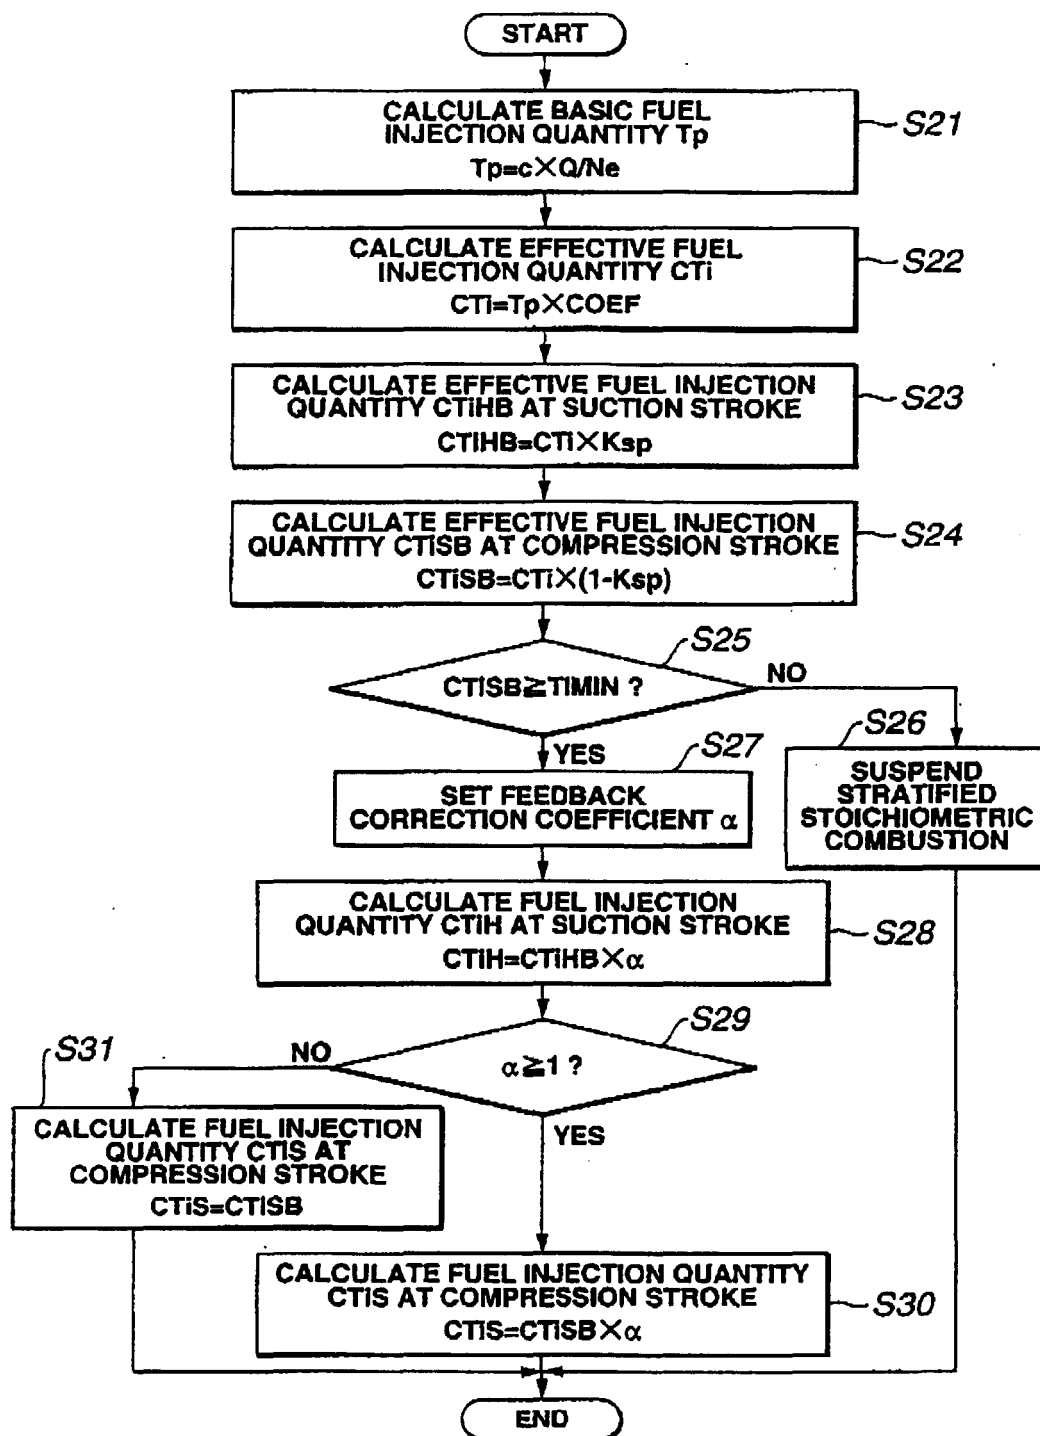 START
CALCULATE BASIC FUEL
INJECTION QUANTITY Tp
Tp=c×Q/Ne
S21
CALCULATE EFFECTIVE FUEL
INJECTION QUANTITY CTi
CTi=Tp×COEF
S22
CALCULATE EFFECTIVE FUEL INJECTION
QUANTITY CTiHB AT SUCTION STROKE
CTIHB=CTi×Ksp
S23
CALCULATE EFFECTIVE FUEL INJECTION
QUANTITY CTISB AT COMPRESSION STROKE
CTiSB=CTi×(1-Ksp)
S24
S25
CTISB≧TIMIN ?
NO
YES
S26
SUSPEND
STRATIFIED
STOICHIOMETRIC
COMBUSTION
S27
SET FEEDBACK
CORRECTION COEFFICIENT α
CALCULATE FUEL INJECTION
QUANTITY CTIH AT SUCTION STROKE
CTIH=CTIHB×α
S28
S29
α≧1 ?
NO
YES
S31
CALCULATE FUEL INJECTION
QUANTITY CTIS AT
COMPRESSION STROKE
CTiS=CTISB
CALCULATE FUEL INJECTION QUANTITY
CTIS AT COMPRESSION STROKE
CTIS=CTISB×α
S30
END